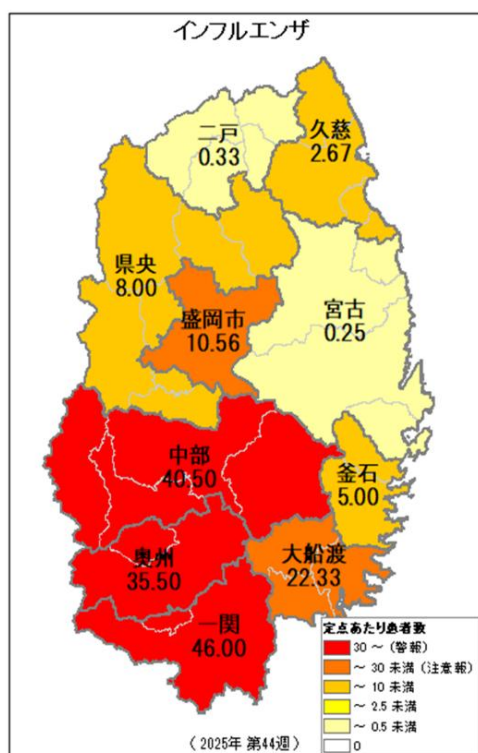 インフルエンザ
二戸
0.33
久慈
2.67
県央
8.00
盛岡市
10.56
宮古
0.25
中部
40.50
釜石
5.00
奥州
35.50
大船渡
22.33
一関
46.00
定点あたり患者数
30 ~ (警報)
~ 30 未満 (注意報)
~ 10 未満
~ 2.5 未満
~ 0.5 未満
0
(2025年 第44週)